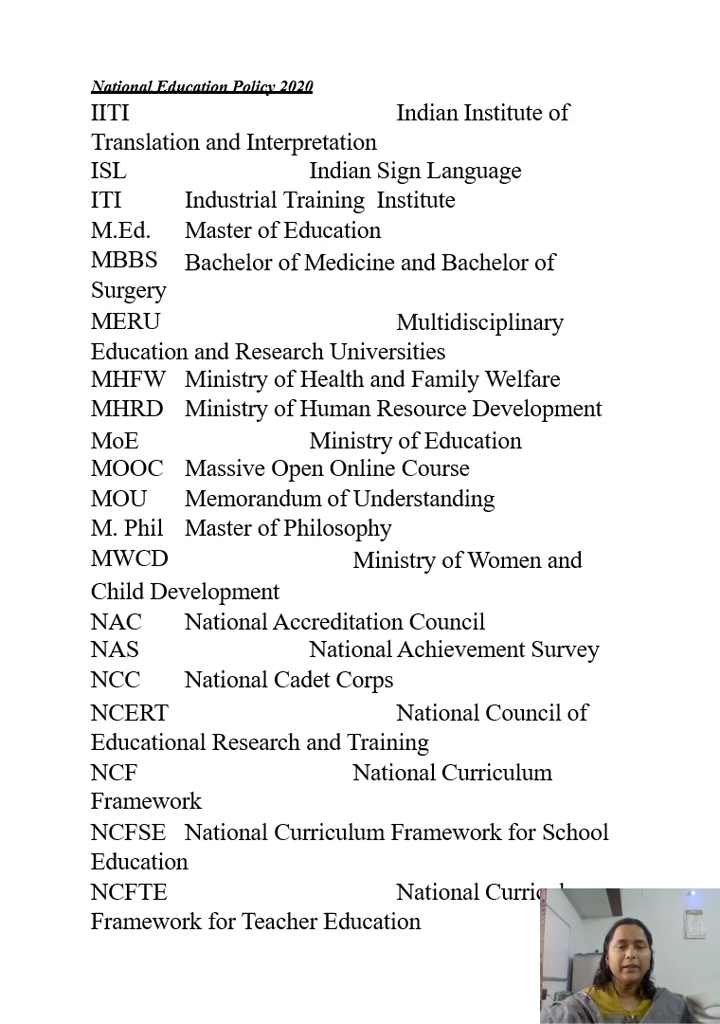 National Education Policy 2020
IITI Indian Institute of
Translation and Interpretation
ISL Indian Sign Language
ITI Industrial Training Institute
M.Ed. Master of Education
MBBS Bachelor of Medicine and Bachelor of
Surgery
MERU Multidisciplinary
Education and Research Universities
MHFW Ministry of Health and Family Welfare
MHRD Ministry of Human Resource Development
MoE Ministry of Education
MOOC Massive Open Online Course
MOU Memorandum of Understanding
M. Phil Master of Philosophy
MWCD Ministry of Women and
Child Development
NAC National Accreditation Council
NAS National Achievement Survey
NCC National Cadet Corps
NCERT National Council of
Educational Research and Training
NCF National Curriculum
Framework
NCFSE National Curriculum Framework for School
Education
NCFTE National
Framework for Teacher Education